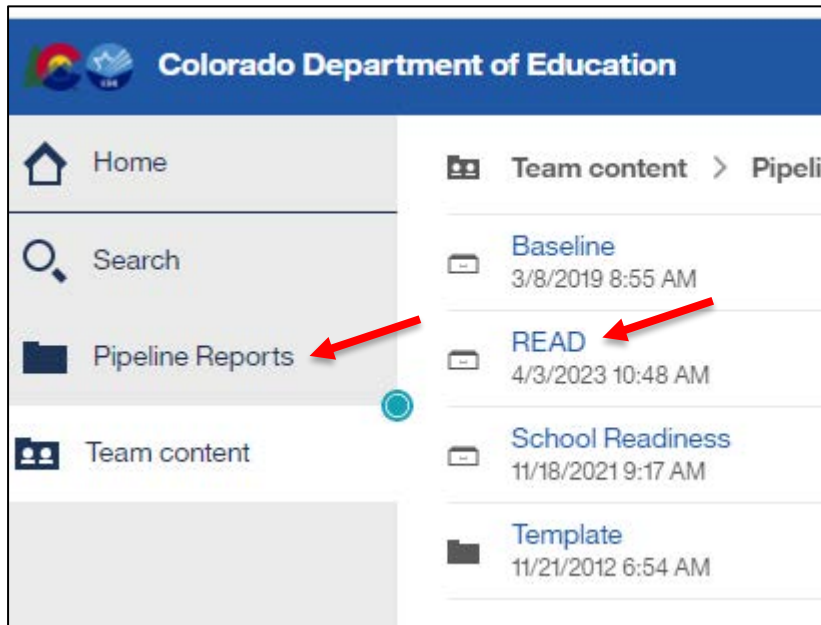 Colorado Department of Education
Home
Search
Pipeline Reports
Team content
Team content > Pipeli
Baseline
3/8/2019 8:55 AM
READ
4/3/2023 10:48 AM
School Readiness
11/18/2021 9:17 AM
Template
11/21/2012 6:54 AM